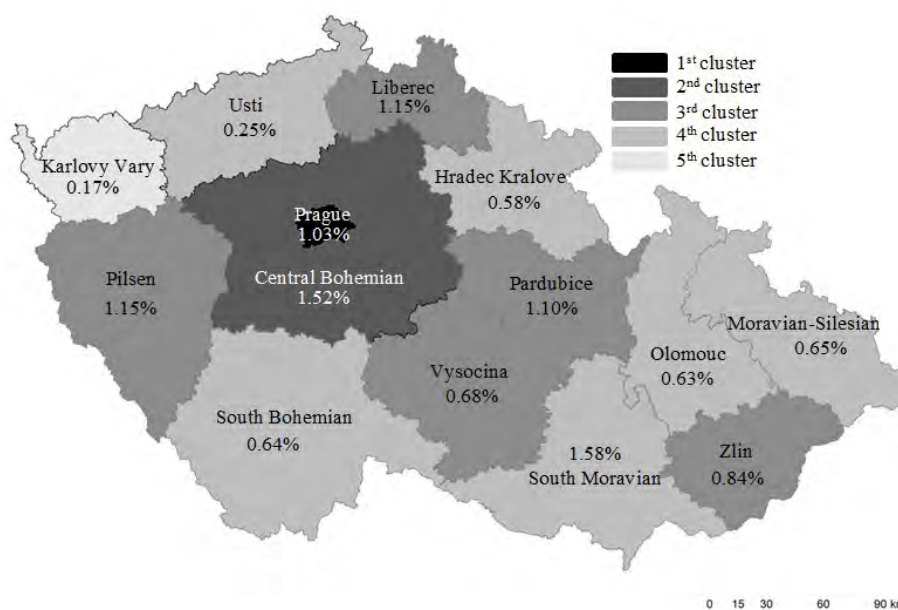 1st cluster
2nd cluster
3rd cluster
4th cluster
5th cluster
Liberec
1.15%
Usti
0.25%
Karlovy Vary
0.17%
Hradec Kralove
0.58%
Prague
1.03%
Central Bohemian
1.52%
Pilsen
1.15%
Pardubice
1.10%
Moravian-Silesian
0.65%
Olomouc
0.63%
Vysocina
0.68%
South Bohemian
0.64%
1.58%
South Moravian
Zlin
0.84%
0 15 30 60 90 km